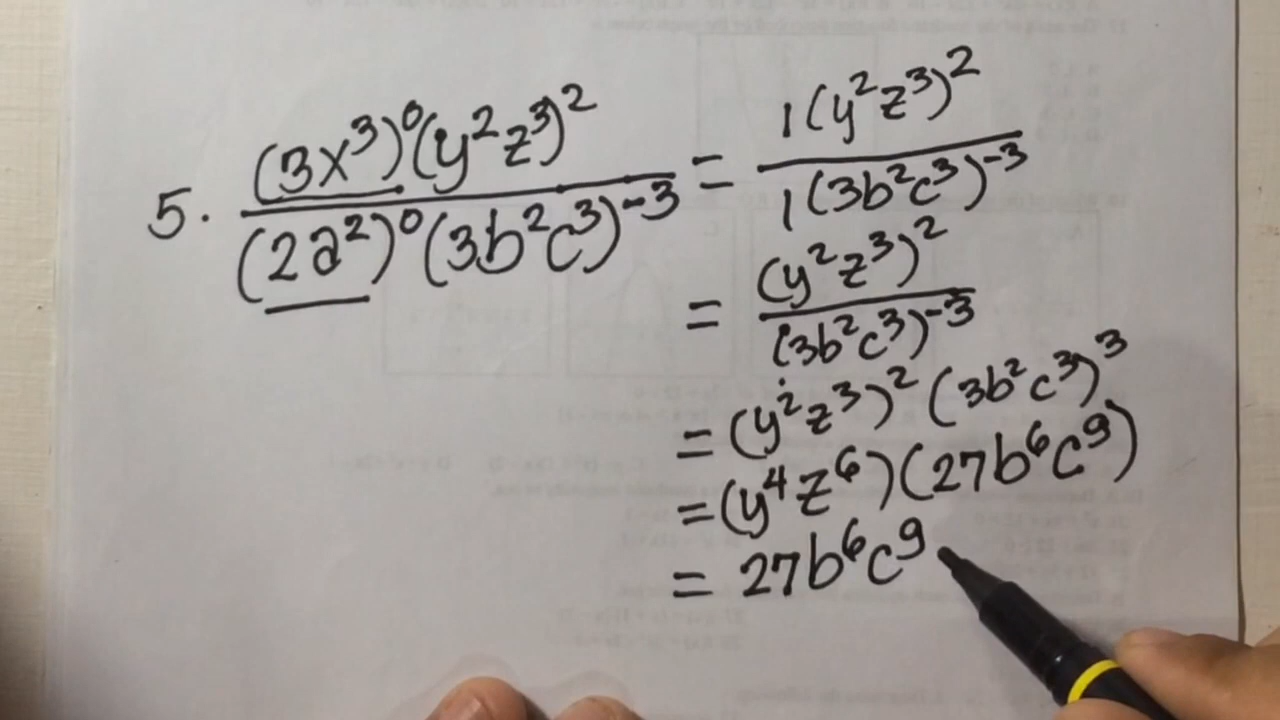 5. (3x³)⁰(y²z³)² / (2a²)⁰(3b²c³)⁻³ = 1(y²z³)² / 1(3b²c³)⁻³
= (y²z³)² / (3b²c³)⁻³
= (y²z³)² (3b²c³)³
= (y⁴z⁶)(27b⁶c⁹)
= 27b⁶c⁹